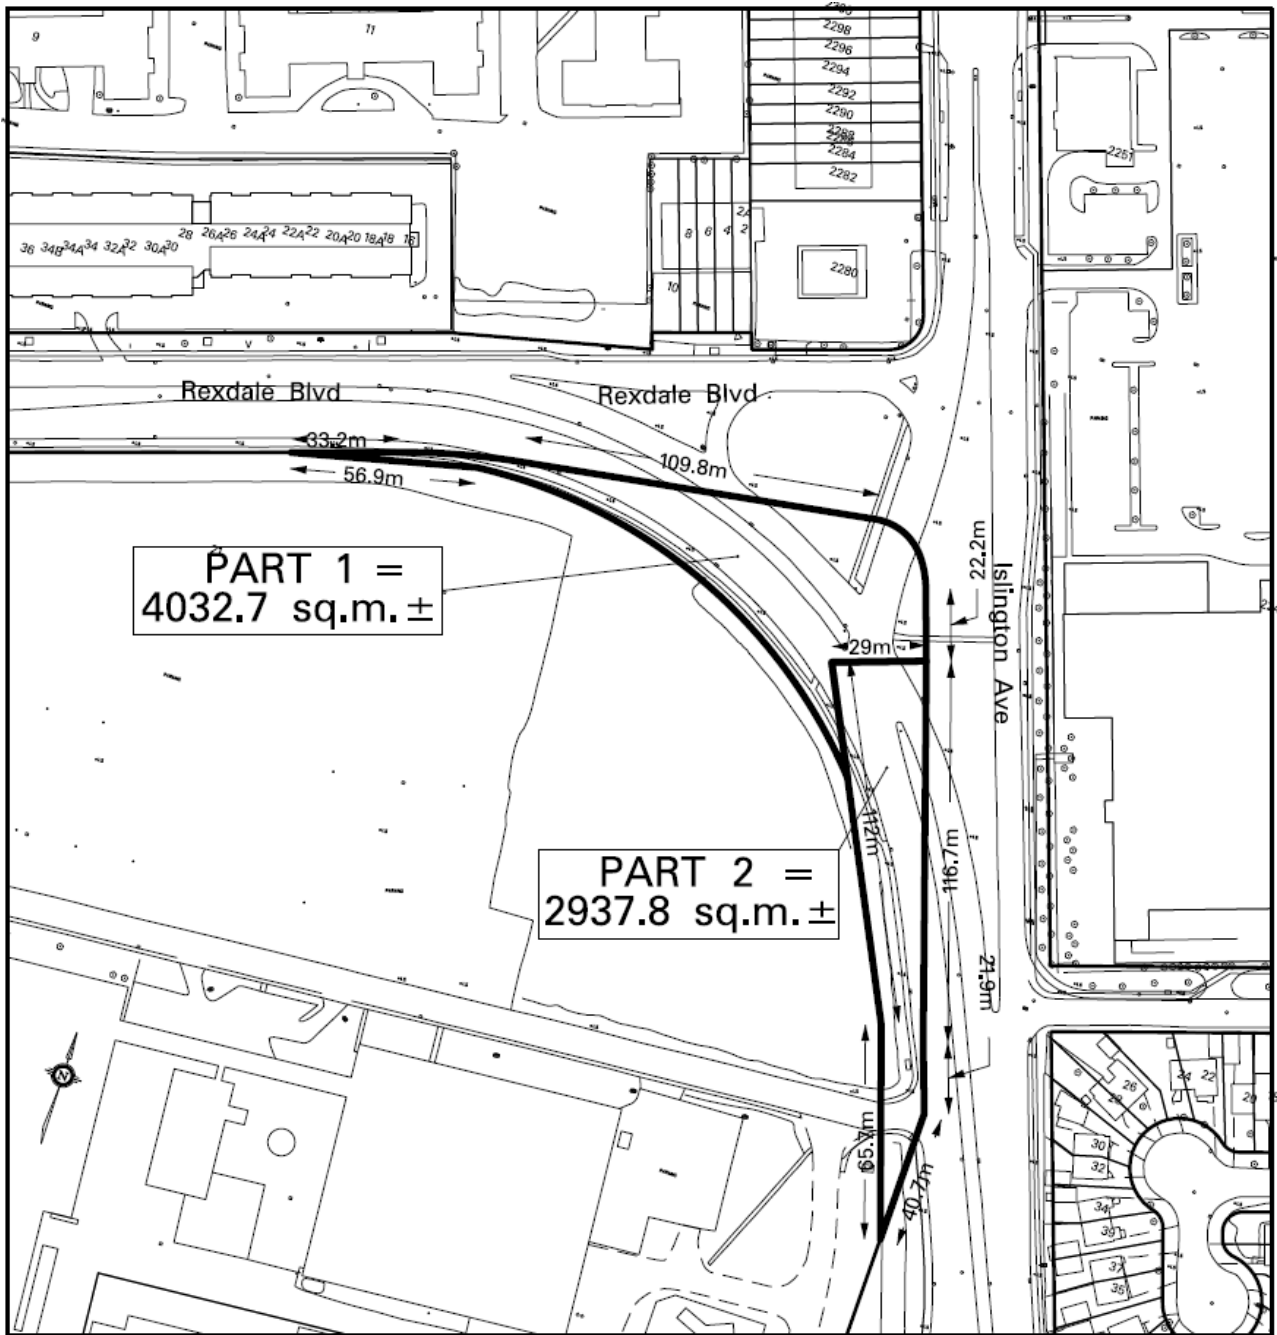 9
11
2298
2296
2294
2292
2290
2284
2282
2251
28 26A 26 24A 24 22A 22 20A 20 18A 18 16
36 34B 34A 34 32A 32 30A 30
2A
8 6 4 2
10
2280
Rexdale Blvd
Rexdale Blvd
33.2m
109.8m
56.9m
PART 1 =
4032.7 sq.m. ±
22.2m
Islington Ave
29m
112m
116.7m
PART 2 =
2937.8 sq.m. ±
21.9m
N
65.7m
40.7m
24 22
26
28
20
30
32
34
39
37
35